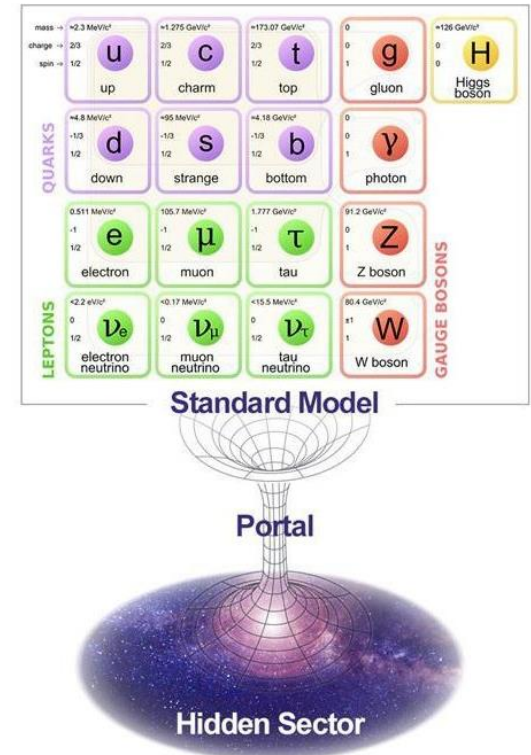 mass → ≈2.3 MeV/c² ≈1.275 GeV/c² ≈173.07 GeV/c² 0 ≈126 GeV/c²
charge → 2/3 2/3 2/3 0 0
spin → 1/2 1/2 1/2 1 0
u c t g H
up charm top gluon Higgs
boson
QUARKS
≈4.8 MeV/c² ≈95 MeV/c² ≈4.18 GeV/c² 0
-1/3 -1/3 -1/3 0
1/2 1/2 1/2 1
d s b γ
down strange bottom photon
0.511 MeV/c² 105.7 MeV/c² 1.777 GeV/c² 91.2 GeV/c²
-1 -1 -1 0
1/2 1/2 1/2 1
e μ τ Z
electron muon tau Z boson
LEPTONS
<2.2 eV/c² <0.17 MeV/c² <15.5 MeV/c² 80.4 GeV/c²
0 0 0 ±1
1/2 1/2 1/2 1
νe νμ ντ W
electron muon tau W boson
neutrino neutrino neutrino
GAUGE BOSONS
Standard Model
Portal
Hidden Sector